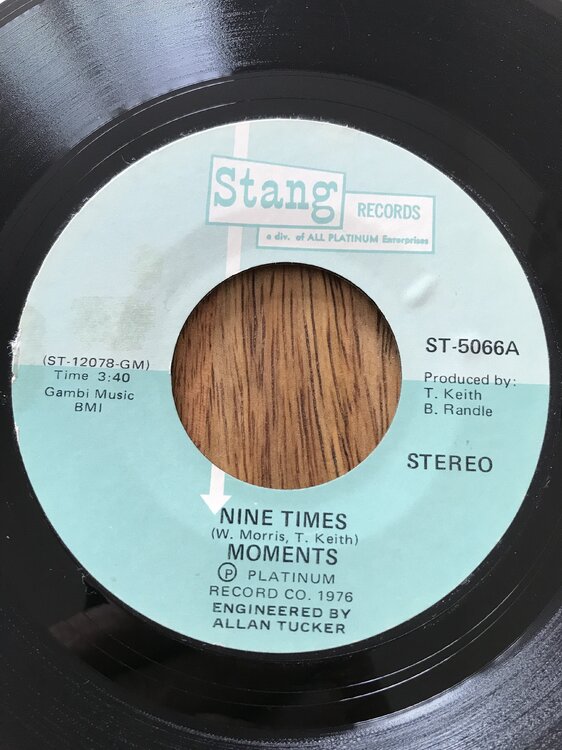 Stang
RECORDS
a div. of ALL PLATINUM Enterprises
ST-5066A
(ST-12078-GM)
Time 3:40
Gambi Music
BMI
Produced by:
T. Keith
B. Randle
STEREO
NINE TIMES
(W. Morris, T. Keith)
MOMENTS
Ⓟ PLATINUM
RECORD CO. 1976
ENGINEERED BY
ALLAN TUCKER